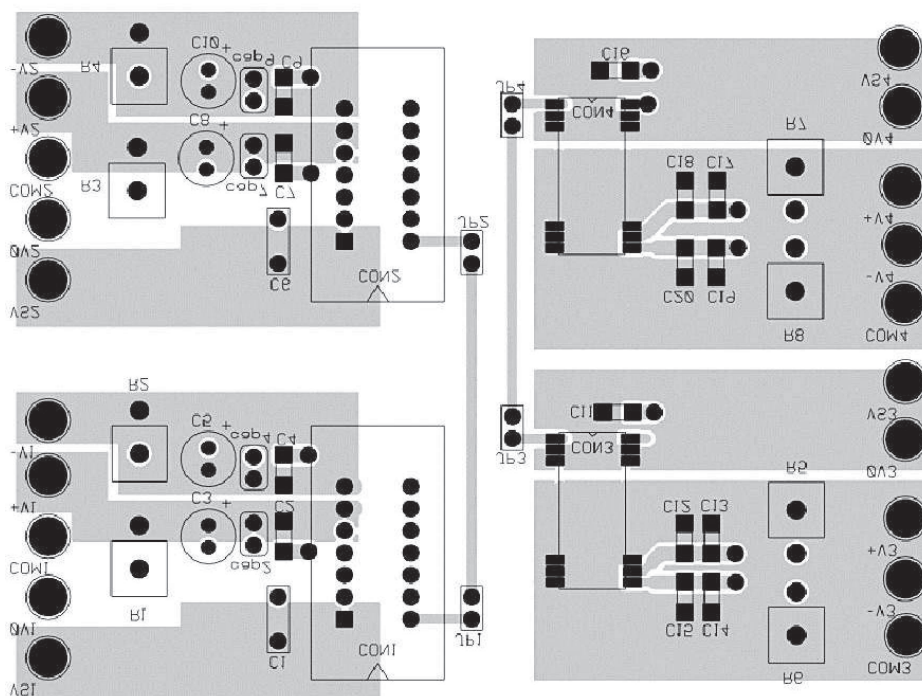 C10 +
cap9
C9
-V2
R4
C8 +
+V2
COM2
R3
cap7
C7
0V2
JP2
CON2
C6
VS2
R2
C5 +
cap4
C4
-V1
C3 +
C2
+V1
COM1
cap2
R1
0V1
C1
CON1
JP1
VS1
C16
VS4
JP4
CON4
0V4
R7
C18
C17
+V4
-V4
C20
C19
R8
COM4
C11
VS3
JP3
CON3
0V3
R5
C12
C13
+V3
-V3
C15
C14
R6
COM3